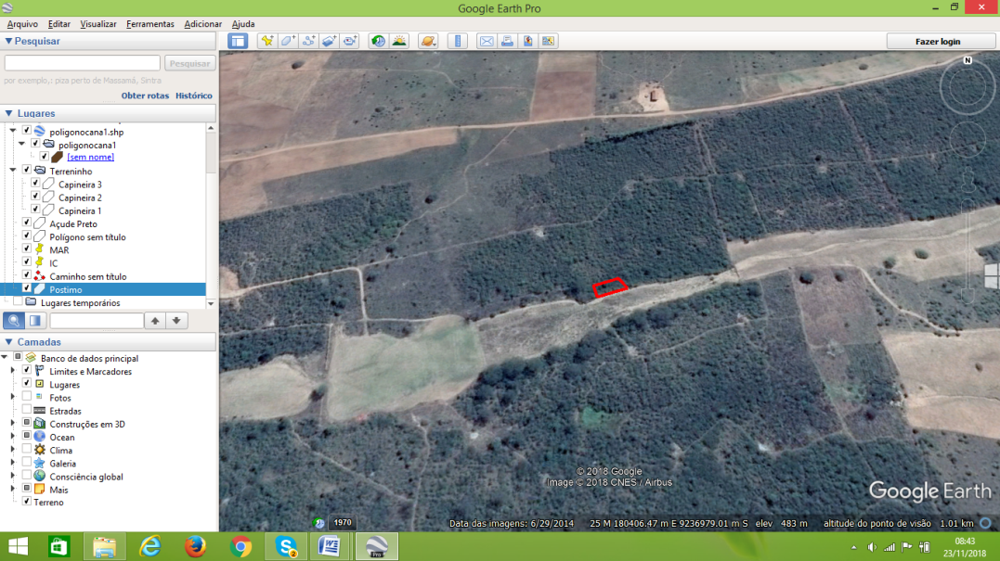 Google Earth Pro
Arquivo Editar Visualizar Ferramentas Adicionar Ajuda
Pesquisar
Fazer login
Pesquisar
por exemplo,: piza perto de Massamá, Sintra
Obter rotas Histórico
Lugares
poligonocana1.shp
poligonocana1
[sem nome]
Terreninho
Capineira 3
Capineira 2
Capineira 1
Açude Preto
Polígono sem título
MAR
IC
Caminho sem título
Postimo
Lugares temporários
Camadas
Banco de dados principal
Limites e Marcadores
Lugares
Fotos
Estradas
Construções em 3D
Ocean
Clima
Galeria
Consciência global
Mais
Terreno
N
© 2018 Google
Image © 2018 CNES / Airbus
Google Earth
1970
Data das imagens: 6/29/2014 25 M 180406.47 m E 9236979.01 m S elev 483 m altitude do ponto de visão 1.01 km
Pro
2
08:43
23/11/2018